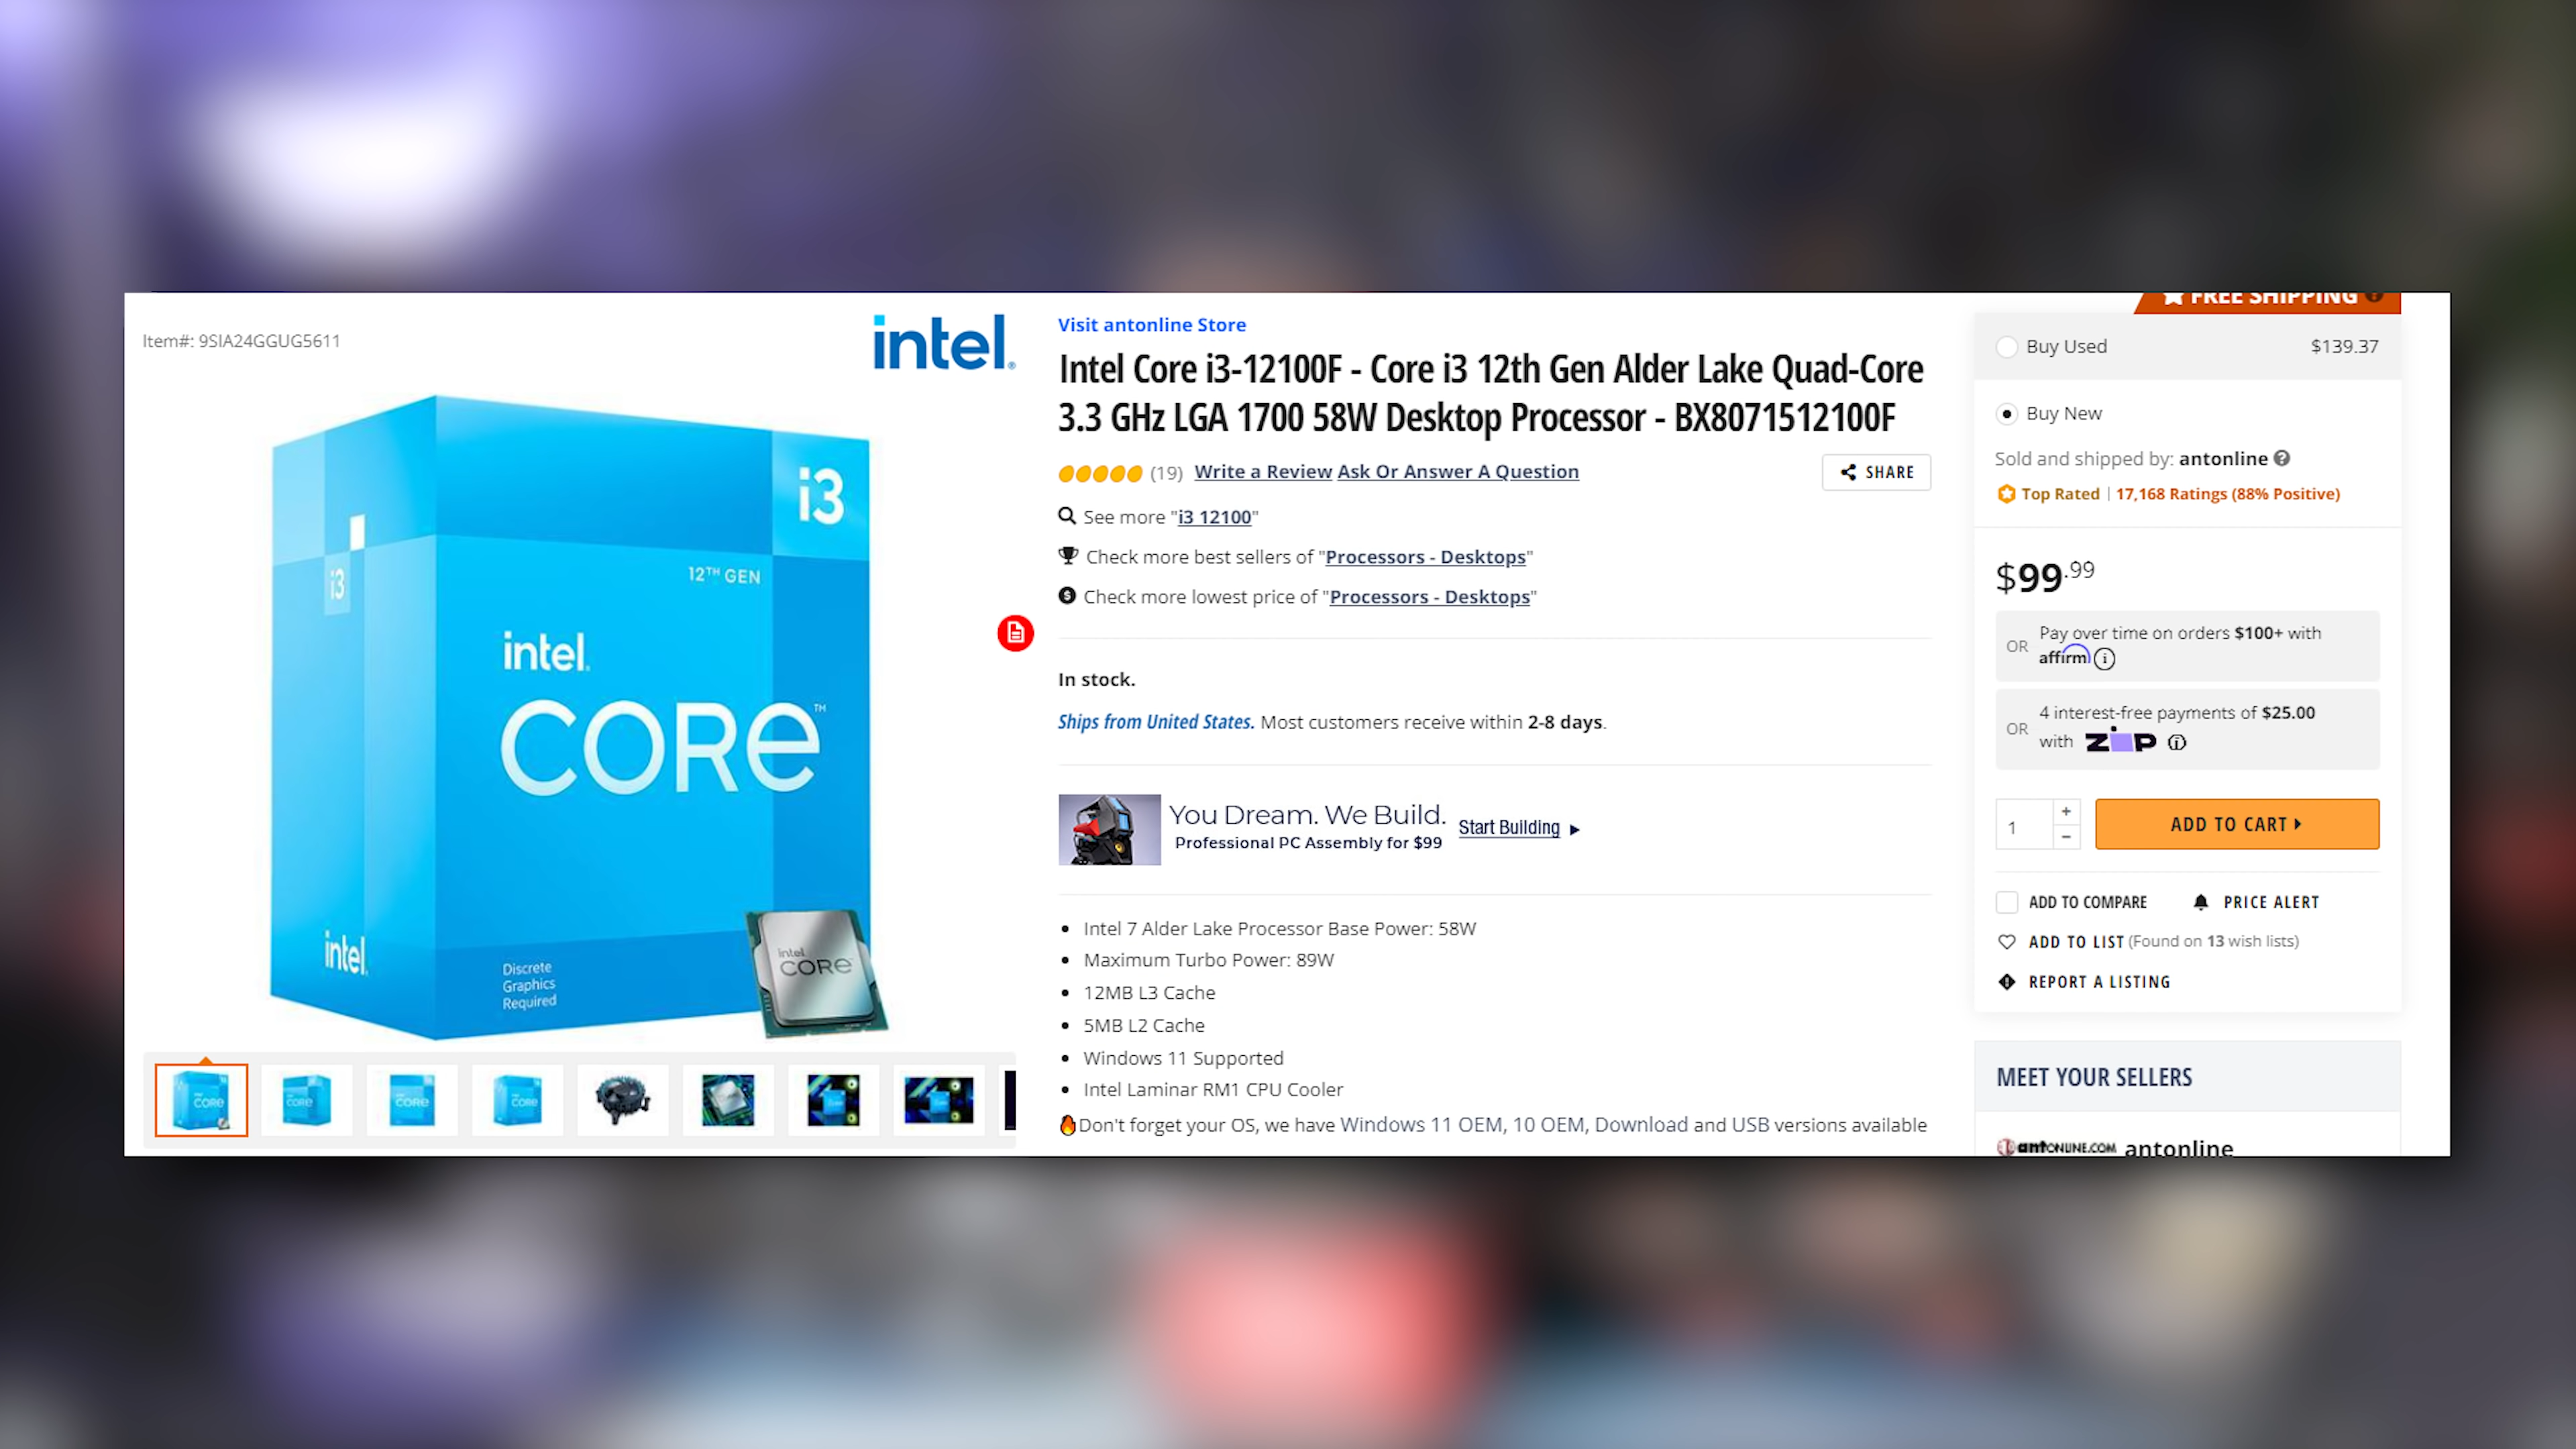 Item#: 9SIA24GGUG5611
intel.
i3
i3
12TH GEN
intel.
CORe™
intel.
Discrete
Graphics
Required
intel
CORe
Visit antonline Store
Intel Core i3-12100F - Core i3 12th Gen Alder Lake Quad-Core
3.3 GHz LGA 1700 58W Desktop Processor - BX8071512100F
(19) Write a Review Ask Or Answer A Question
SHARE
See more "i3 12100"
Check more best sellers of "Processors - Desktops"
Check more lowest price of "Processors - Desktops"
In stock.
Ships from United States. Most customers receive within 2-8 days.
You Dream. We Build.
Professional PC Assembly for $99
Start Building
• Intel 7 Alder Lake Processor Base Power: 58W
• Maximum Turbo Power: 89W
• 12MB L3 Cache
• 5MB L2 Cache
• Windows 11 Supported
• Intel Laminar RM1 CPU Cooler
Don't forget your OS, we have Windows 11 OEM, 10 OEM, Download and USB versions available
FREE SHIPPING
Buy Used $139.37
Buy New
Sold and shipped by: antonline
Top Rated | 17,168 Ratings (88% Positive)
$99.99
OR Pay over time on orders $100+ with
affirm
OR 4 interest-free payments of $25.00
with ZIP
1 + -
ADD TO CART
ADD TO COMPARE
PRICE ALERT
ADD TO LIST (Found on 13 wish lists)
REPORT A LISTING
MEET YOUR SELLERS
antONLINE.COM antonline